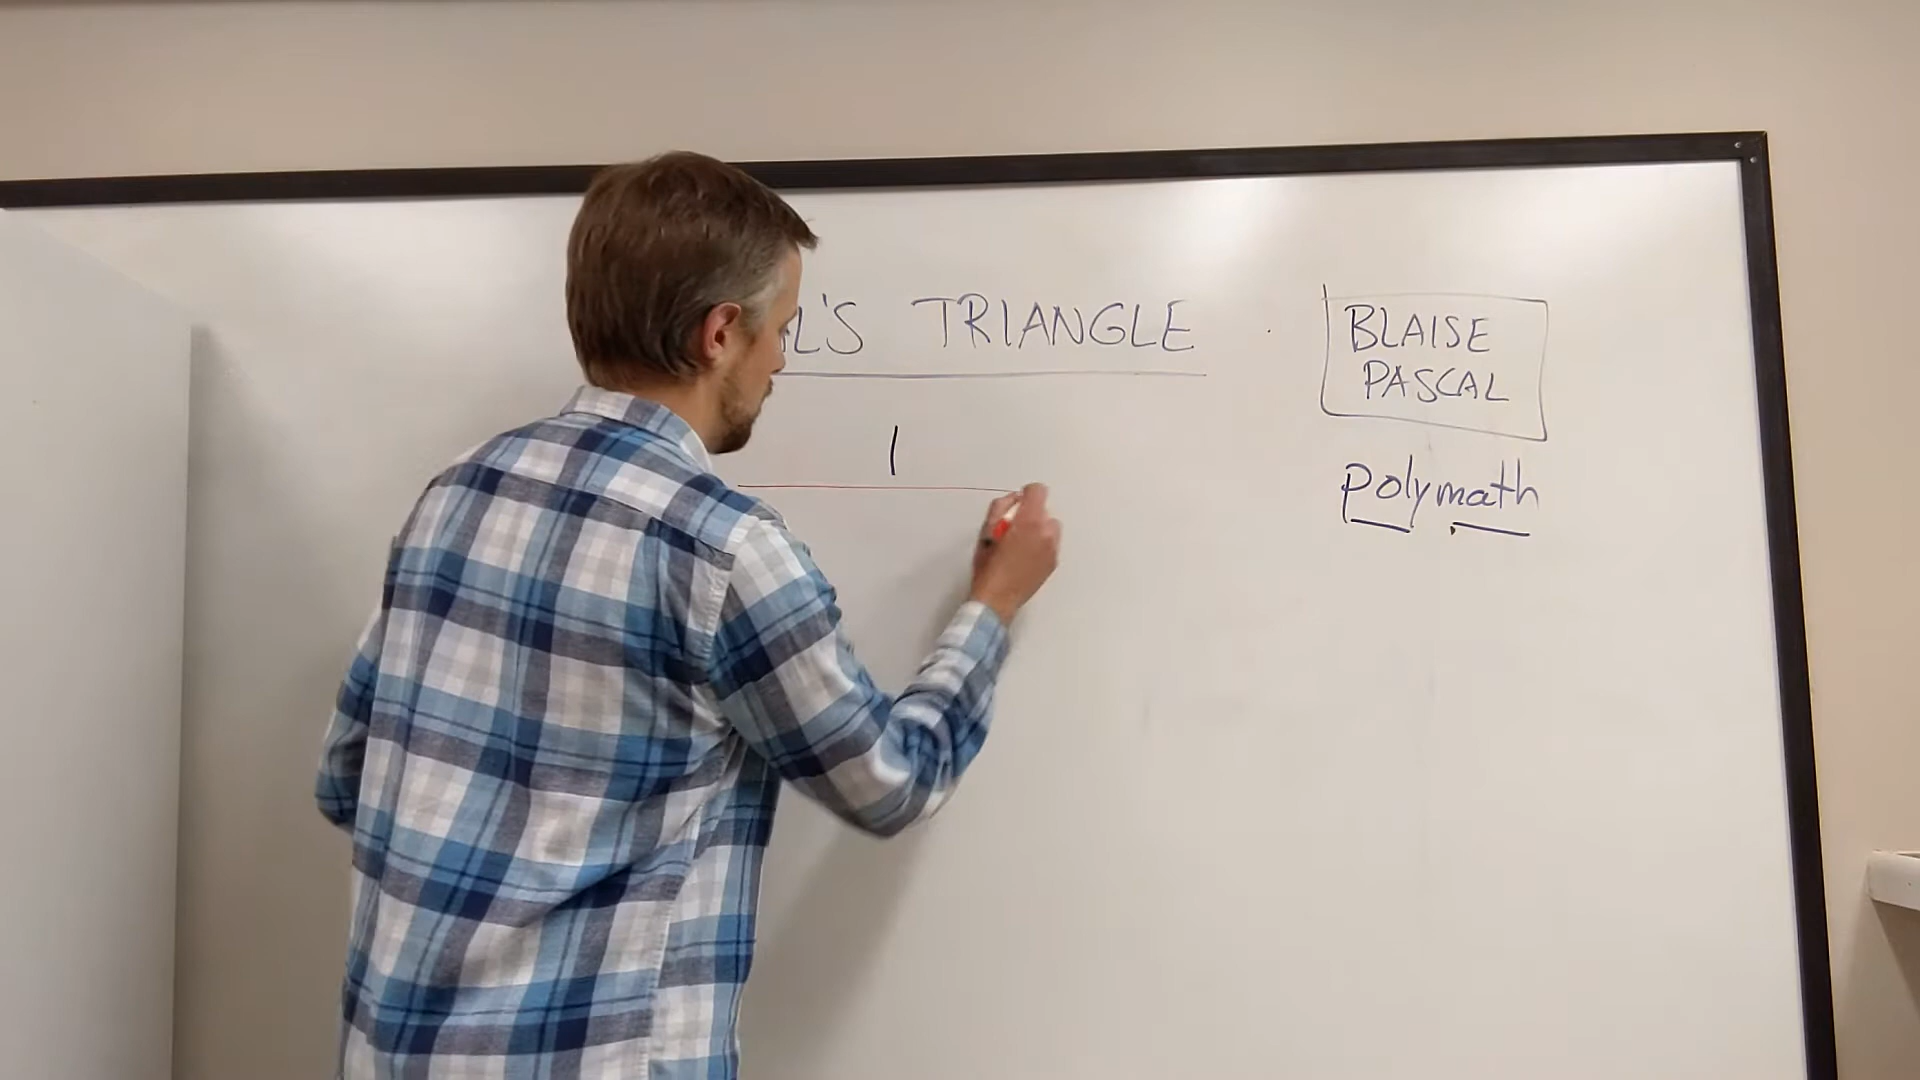 L'S TRIANGLE
1
BLAISE
PASCAL
polymath